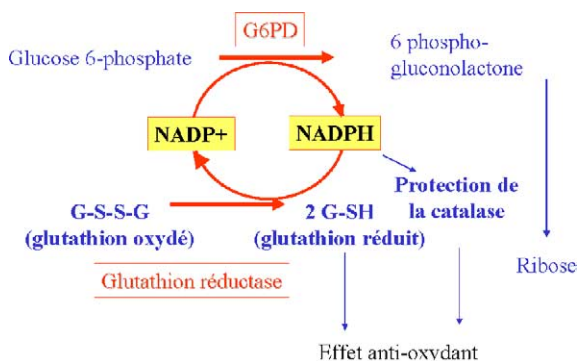 G6PD
Glucose 6-phosphate
6 phospho-
gluconolactone
NADP+
NADPH
Protection de
la catalase
G-S-S-G
(glutathion oxydé)
2 G-SH
(glutathion réduit)
Glutathion réductase
Ribose
Effet anti-oxydant